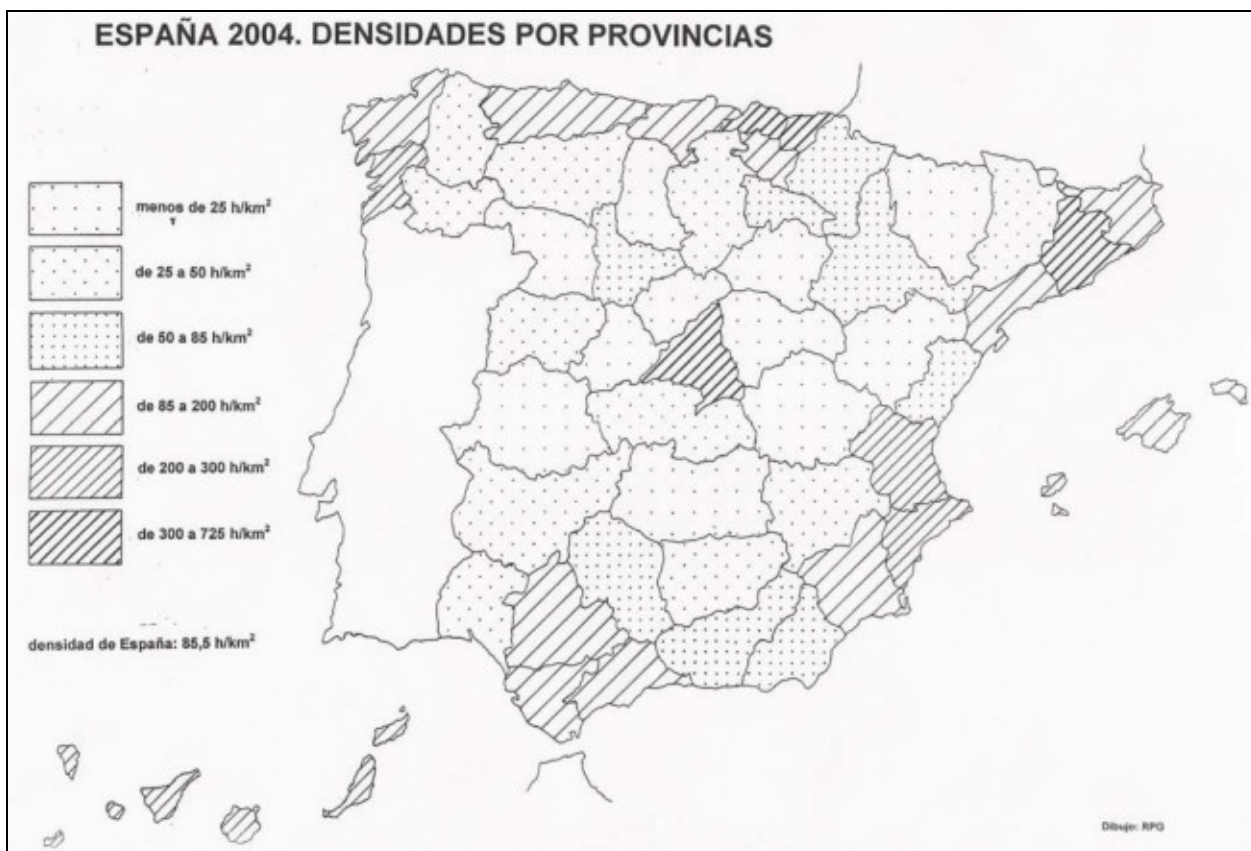 ESPAÑA 2004. DENSIDADES POR PROVINCIAS
menos de 25 h/km²
de 25 a 50 h/km²
de 50 a 85 h/km²
de 85 a 200 h/km²
de 200 a 300 h/km²
de 300 a 725 h/km²
densidad de España: 85,5 h/km²
Dibujo: RPG